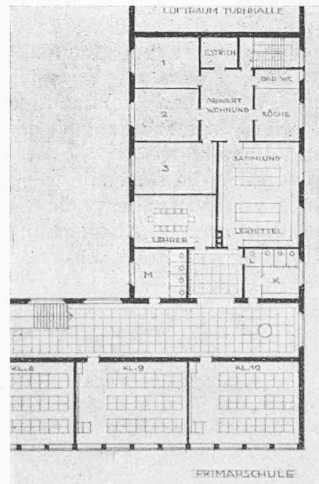 LUFTRAUM TURNHALLE
ESTRICH
1
BAD WC
ABWART
WOHNUNG
2
KÜCHE
SAMMLUNG
3
LEHRER
LERMITTEL
M
L
K
KL.8
KL.9
KL.10
PRIMARSCHULE